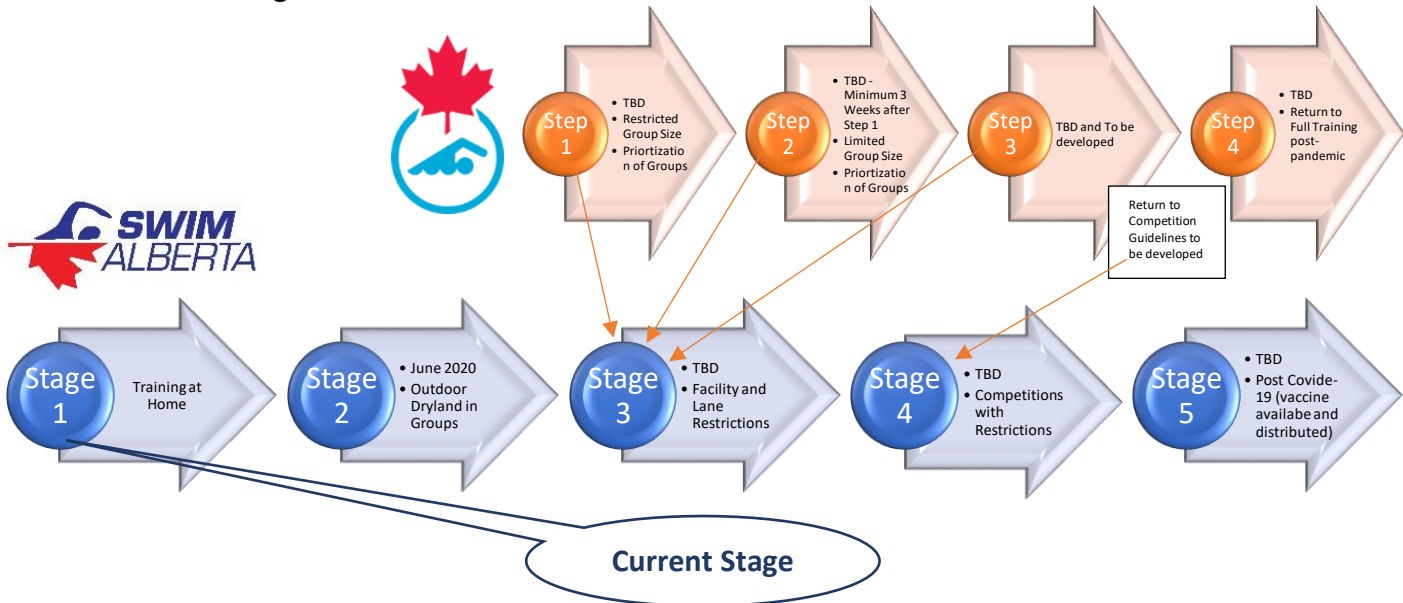 Step
1
• TBD
• Restricted
Group Size
• Priortizatio
n of Groups
Step
2
• TBD -
Minimum 3
Weeks after
Step 1
• Limited
Group Size
• Priortizatio
n of Groups
Step
3
TBD and To be
developed
Step
4
• TBD
• Return to
Full Training
post-
pandemic
Return to
Competition
Guidelines to
be developed
SWIM
ALBERTA
Stage
1
Training at
Home
Stage
2
• June 2020
• Outdoor
Dryland in
Groups
Stage
3
• TBD
• Facility and
Lane
Restrictions
Stage
4
• TBD
• Competitions
with
Restrictions
Stage
5
• TBD
• Post Covide-
19 (vaccine
availabe and
distributed)
Current Stage